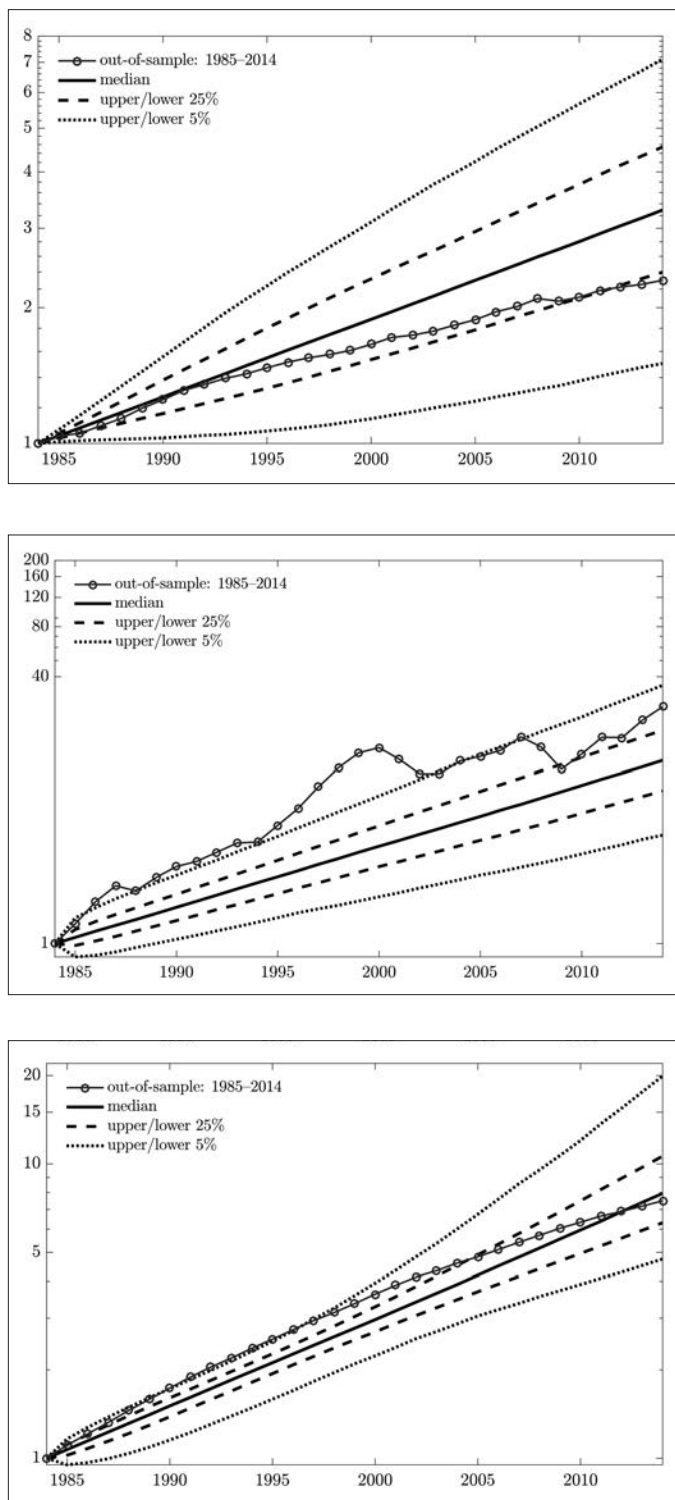 8
7
6
5
4
3
2
1
out-of-sample: 1985–2014
median
upper/lower 25%
upper/lower 5%
1985 1990 1995 2000 2005 2010
200
160
120
80
40
1
out-of-sample: 1985–2014
median
upper/lower 25%
upper/lower 5%
1985 1990 1995 2000 2005 2010
20
15
10
5
1
out-of-sample: 1985–2014
median
upper/lower 25%
upper/lower 5%
1985 1990 1995 2000 2005 2010